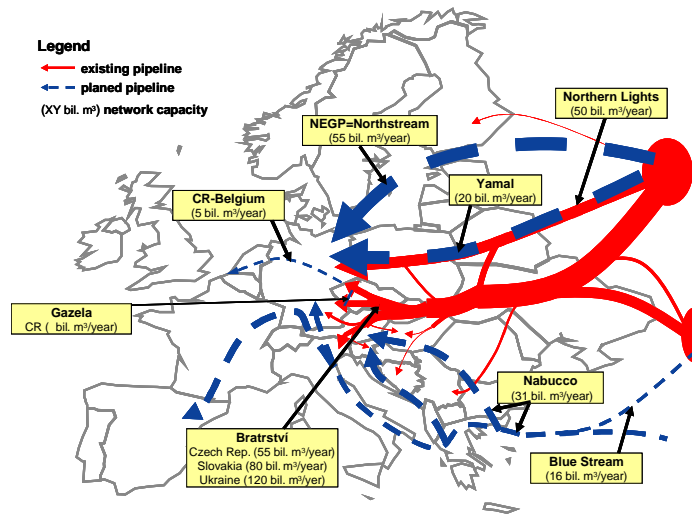 Legend
existing pipeline
planed pipeline
(XY bil. m³) network capacity
NEGP=Northstream
(55 bil. m³/year)
Northern Lights
(50 bil. m³/year)
Yamal
(20 bil. m³/year)
CR-Belgium
(5 bil. m³/year)
Gazela
CR ( bil. m³/year)
Bratrství
Czech Rep. (55 bil. m³/year)
Slovakia (80 bil. m³/year)
Ukraine (120 bil. m³/yer)
Nabucco
(31 bil. m³/year)
Blue Stream
(16 bil. m³/year)